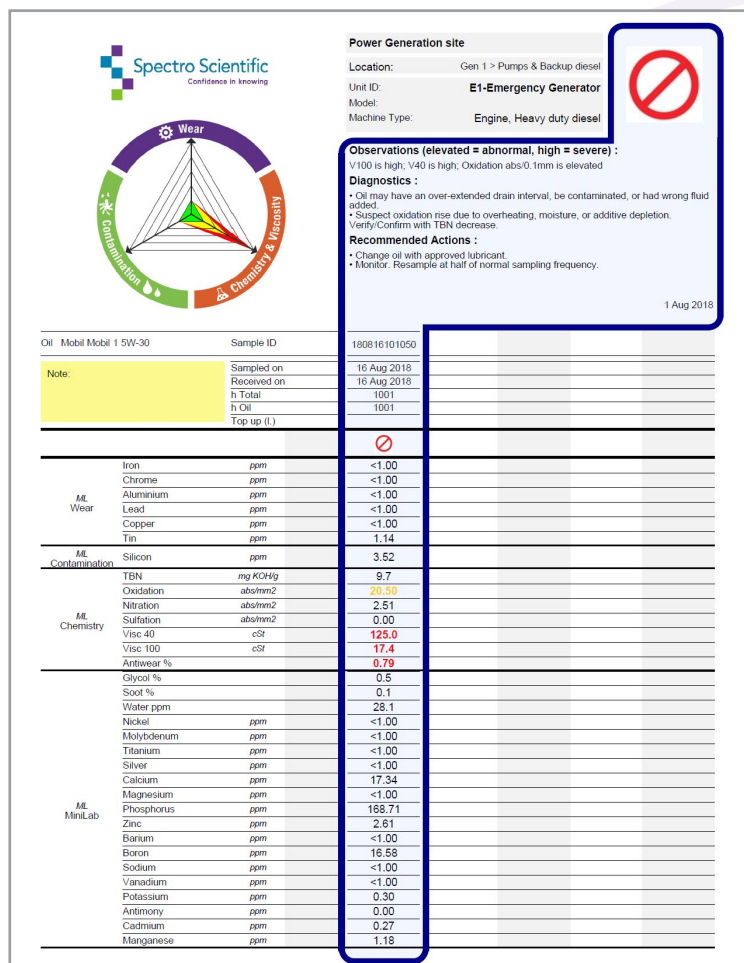 Spectro Scientific
Confidence in knowing
Wear
Contamination
Chemistry & Viscosity
Power Generation site
Location: Gen 1 > Pumps & Backup diesel
Unit ID: E1-Emergency Generator
Model:
Machine Type: Engine, Heavy duty diesel
Observations (elevated = abnormal, high = severe) :
V100 is high; V40 is high; Oxidation abs/0.1mm is elevated
Diagnostics :
• Oil may have an over-extended drain interval, be contaminated, or had wrong fluid
added.
• Suspect oxidation rise due to overheating, moisture, or additive depletion.
Verify/Confirm with TBN decrease.
Recommended Actions :
• Change oil with approved lubricant.
• Monitor. Resample at half of normal sampling frequency.
1 Aug 2018
Oil Mobil Mobil 1 5W-30 Sample ID 180816101050
Note:
Sampled on 16 Aug 2018
Received on 16 Aug 2018
h Total 1001
h Oil 1001
Top up (l.)
ML
Wear
Iron ppm <1.00
Chrome ppm <1.00
Aluminium ppm <1.00
Lead ppm <1.00
Copper ppm <1.00
Tin ppm 1.14
ML
Contamination
Silicon ppm 3.52
ML
Chemistry
TBN mg KOH/g 9.7
Oxidation abs/mm2 20.50
Nitration abs/mm2 2.51
Sulfation abs/mm2 0.00
Visc 40 cSt 125.0
Visc 100 cSt 17.4
Antiwear % 0.79
ML
MiniLab
Glycol % 0.5
Soot % 0.1
Water ppm 28.1
Nickel ppm <1.00
Molybdenum ppm <1.00
Titanium ppm <1.00
Silver ppm <1.00
Calcium ppm 17.34
Magnesium ppm <1.00
Phosphorus ppm 168.71
Zinc ppm 2.61
Barium ppm <1.00
Boron ppm 16.58
Sodium ppm <1.00
Vanadium ppm <1.00
Potassium ppm 0.30
Antimony ppm 0.00
Cadmium ppm 0.27
Manganese ppm 1.18